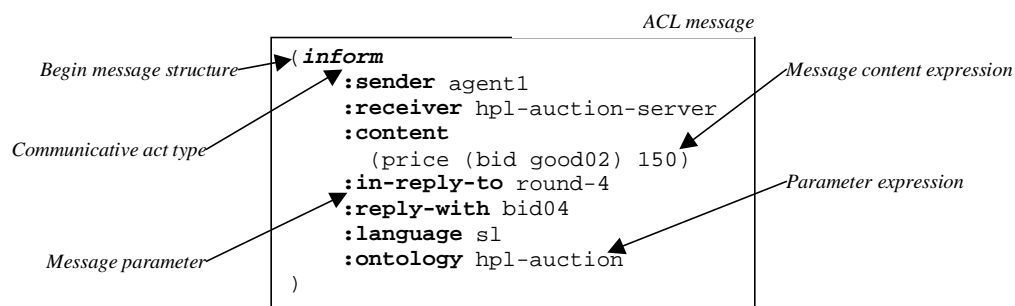 ACL message
(inform
Begin message structure
:sender agent1
Message content expression
:receiver hpl-auction-server
:content
Communicative act type
(price (bid good02) 150)
:in-reply-to round-4
Parameter expression
:reply-with bid04
:language sl
Message parameter
:ontology hpl-auction
)